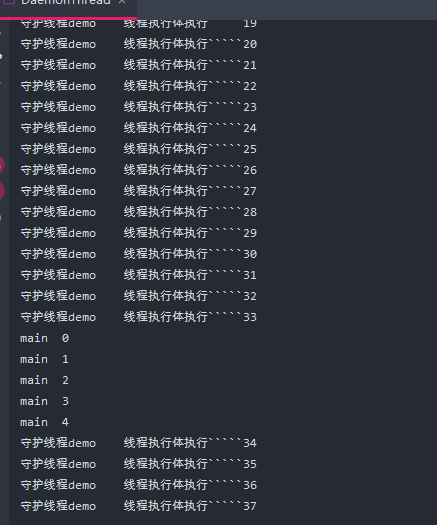 DaemonThread ×
守护线程demo    线程执行体执行`````19
守护线程demo    线程执行体执行`````20
守护线程demo    线程执行体执行`````21
守护线程demo    线程执行体执行`````22
守护线程demo    线程执行体执行`````23
守护线程demo    线程执行体执行`````24
守护线程demo    线程执行体执行`````25
守护线程demo    线程执行体执行`````26
守护线程demo    线程执行体执行`````27
守护线程demo    线程执行体执行`````28
守护线程demo    线程执行体执行`````29
守护线程demo    线程执行体执行`````30
守护线程demo    线程执行体执行`````31
守护线程demo    线程执行体执行`````32
守护线程demo    线程执行体执行`````33
main  0
main  1
main  2
main  3
main  4
守护线程demo    线程执行体执行`````34
守护线程demo    线程执行体执行`````35
守护线程demo    线程执行体执行`````36
守护线程demo    线程执行体执行`````37